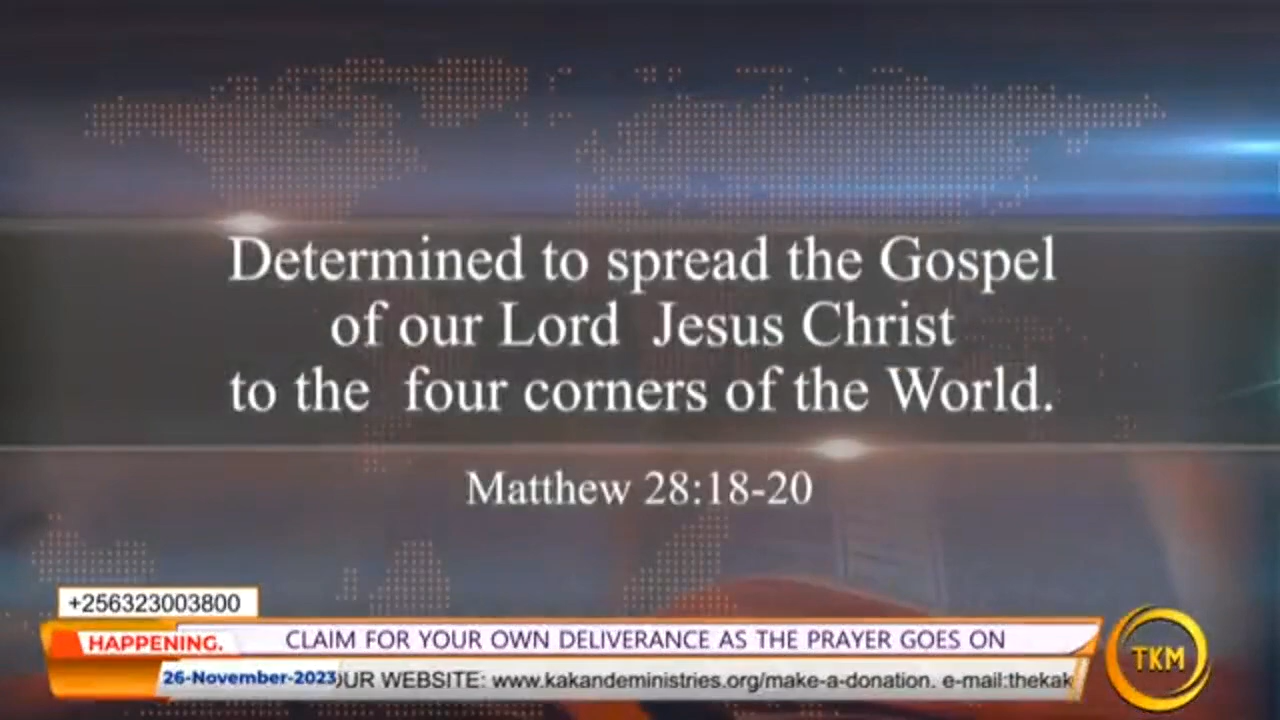 Determined to spread the Gospel
of our Lord Jesus Christ
to the four corners of the World.
Matthew 28:18-20
+256323003800
HAPPENING.
CLAIM FOR YOUR OWN DELIVERANCE AS THE PRAYER GOES ON
26-November-2023
UR WEBSITE: www.kakandeministries.org/make-a-donation. e-mail:thekak
TKM